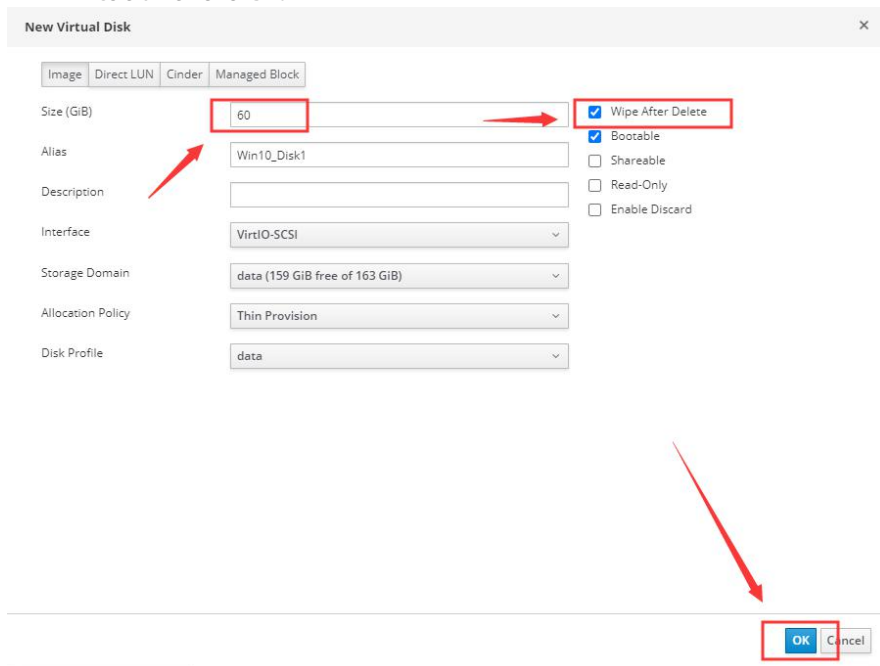 New Virtual Disk ×
Image Direct LUN Cinder Managed Block
Size (GiB) 60 Wipe After Delete
Bootable
Alias Win10_Disk1
Shareable
Description Read-Only
Enable Discard
Interface VirtIO-SCSI
Storage Domain data (159 GiB free of 163 GiB)
Allocation Policy Thin Provision
Disk Profile data
OK Cancel